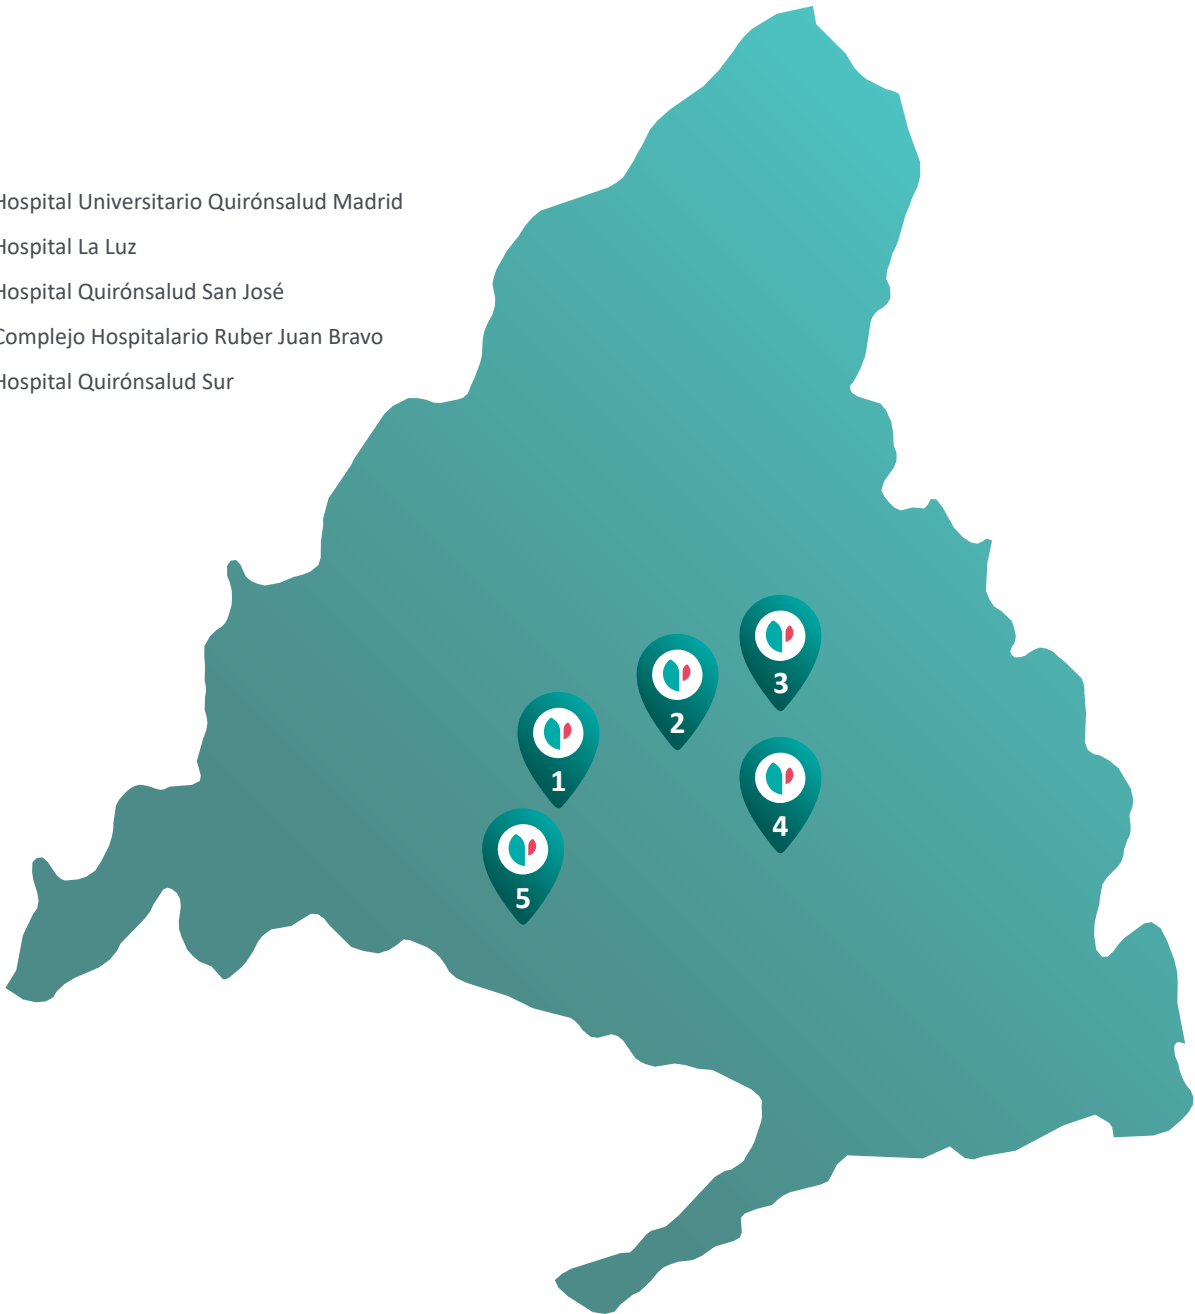 Hospital Universitario Quirónsalud Madrid
Hospital La Luz
Hospital Quirónsalud San José
Complejo Hospitalario Ruber Juan Bravo
Hospital Quirónsalud Sur
3
2
1
4
5